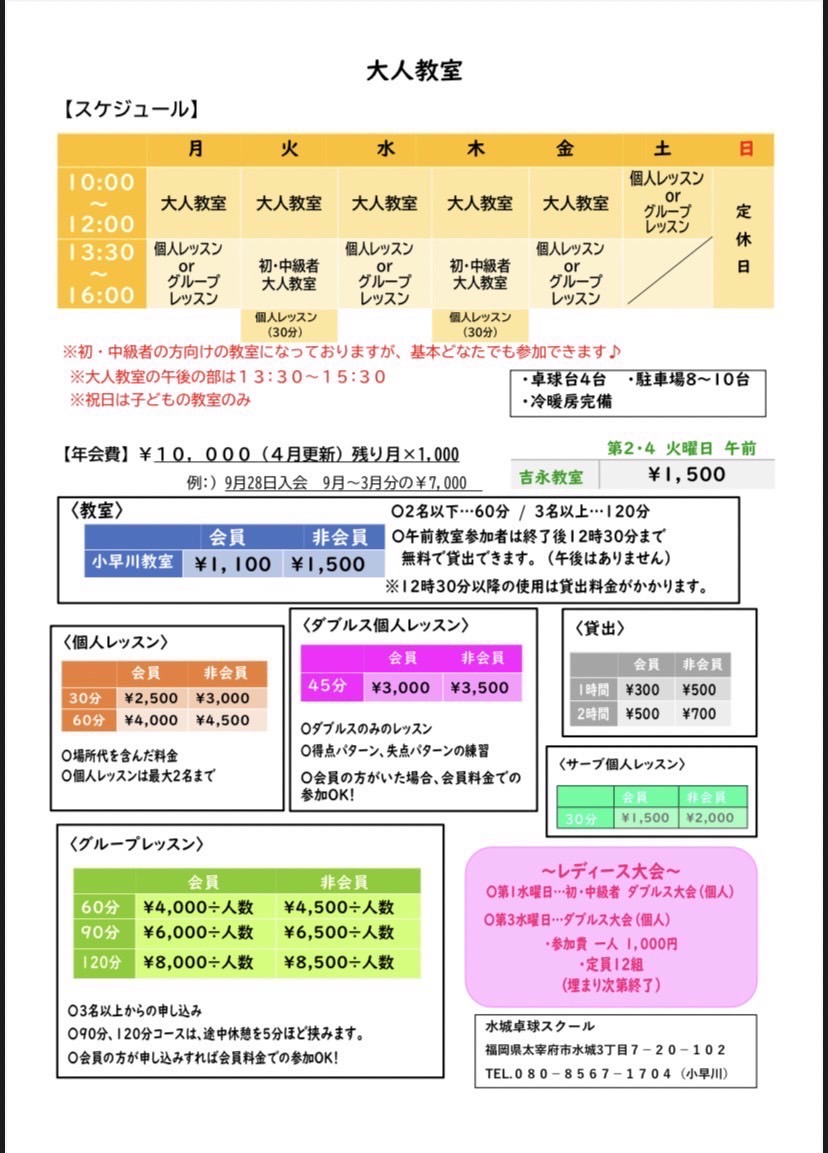 大人教室
【スケジュール】
月 火 水 木 金 土 日
10:00 〜 12:00 大人教室 大人教室 大人教室 大人教室 大人教室 個人レッスン or グループ レッスン 定休日
13:30 〜 16:00 個人レッスン or グループ レッスン 初・中級者 大人教室 個人レッスン or グループ レッスン 初・中級者 大人教室 個人レッスン or グループ レッスン
個人レッスン (30分) 個人レッスン (30分)
※初・中級者の方向けの教室になっておりますが、基本どなたでも参加できます♪
※大人教室の午後の部は13:30〜15:30
※祝日は子どもの教室のみ
・卓球台4台 ・駐車場8〜10台
・冷暖房完備
【年会費】¥10,000（4月更新）残り月×1,000
例:）9月28日入会 9月〜3月分の¥7,000
第2・4 火曜日 午前
吉永教室 ¥1,500
〈教室〉
会員 非会員
小早川教室 ¥1,100 ¥1,500
○2名以下…60分 / 3名以上…120分
○午前教室参加者は終了後12時30分まで
無料で貸出できます。(午後はありません)
※12時30分以降の使用は貸出料金がかかります。
〈個人レッスン〉
会員 非会員
30分 ¥2,500 ¥3,000
60分 ¥4,000 ¥4,500
○場所代を含んだ料金
○個人レッスンは最大2名まで
〈ダブルス個人レッスン〉
会員 非会員
45分 ¥3,000 ¥3,500
○ダブルスのみのレッスン
○得点パターン、失点パターンの練習
○会員の方がいた場合、会員料金での
参加OK!
〈貸出〉
会員 非会員
1時間 ¥300 ¥500
2時間 ¥500 ¥700
〈サーブ個人レッスン〉
会員 非会員
30分 ¥1,500 ¥2,000
〈グループレッスン〉
会員 非会員
60分 ¥4,000÷人数 ¥4,500÷人数
90分 ¥6,000÷人数 ¥6,500÷人数
120分 ¥8,000÷人数 ¥8,500÷人数
○3名以上からの申し込み
○90分、120分コースは、途中休憩を5分ほど挟みます。
○会員の方が申し込みすれば会員料金での参加OK!
〜レディース大会〜
○第1水曜日…初・中級者 ダブルス大会(個人)
○第3水曜日…ダブルス大会(個人)
・参加費 一人 1,000円
・定員12組
(埋まり次第終了)
水城卓球スクール
福岡県太宰府市水城3丁目7－20－102
TEL.080－8567－1704（小早川）